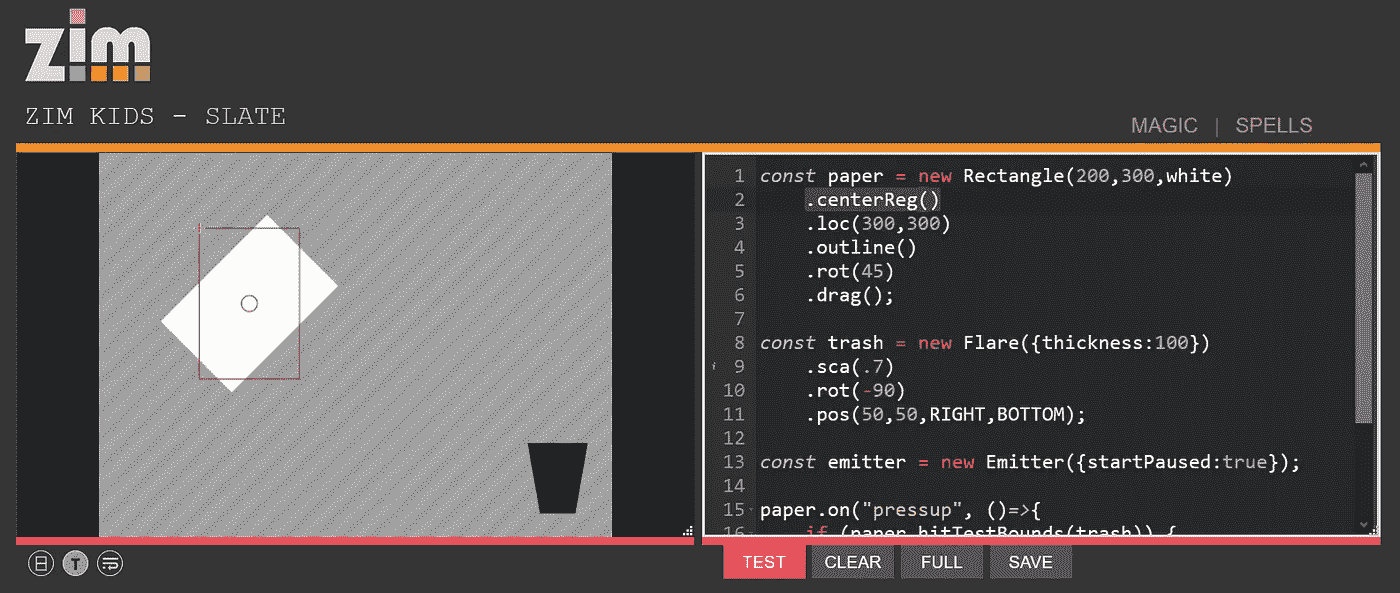 zim
ZIM KIDS - SLATE
MAGIC | SPELLS
1 const paper = new Rectangle(200,300,white)
2 .centerReg()
3 .loc(300,300)
4 .outline()
5 .rot(45)
6 .drag();
7
8 const trash = new Flare({thickness:100})
i 9 .sca(.7)
10 .rot(-90)
11 .pos(50,50,RIGHT,BOTTOM);
12
13 const emitter = new Emitter({startPaused:true});
14
15 paper.on("pressup", ()=>{
16 if (paper.hitTestBounds(trash)) {
T
TEST CLEAR FULL SAVE